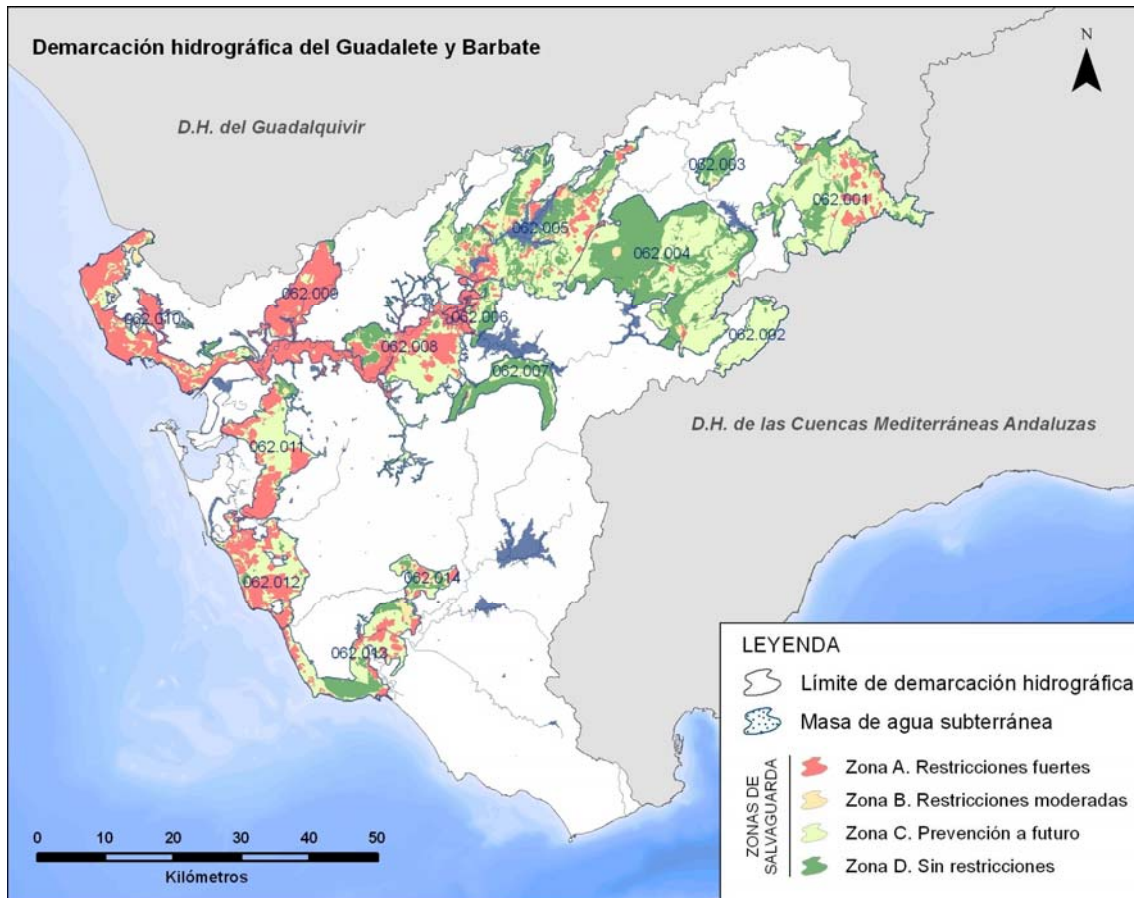 Demarcación hidrográfica del Guadalete y Barbate
N
D.H. del Guadalquivir
062.003
062.001
062.005
062.004
062.009
062.010
062.006
062.002
062.008
062.007
D.H. de las Cuencas Mediterráneas Andaluzas
062.011
062.012
062.014
062.013
LEYENDA
Límite de demarcación hidrográfica
Masa de agua subterránea
ZONAS DE
SALVAGUARDA
Zona A. Restricciones fuertes
Zona B. Restricciones moderadas
Zona C. Prevención a futuro
Zona D. Sin restricciones
0 10 20 30 40 50
Kilómetros